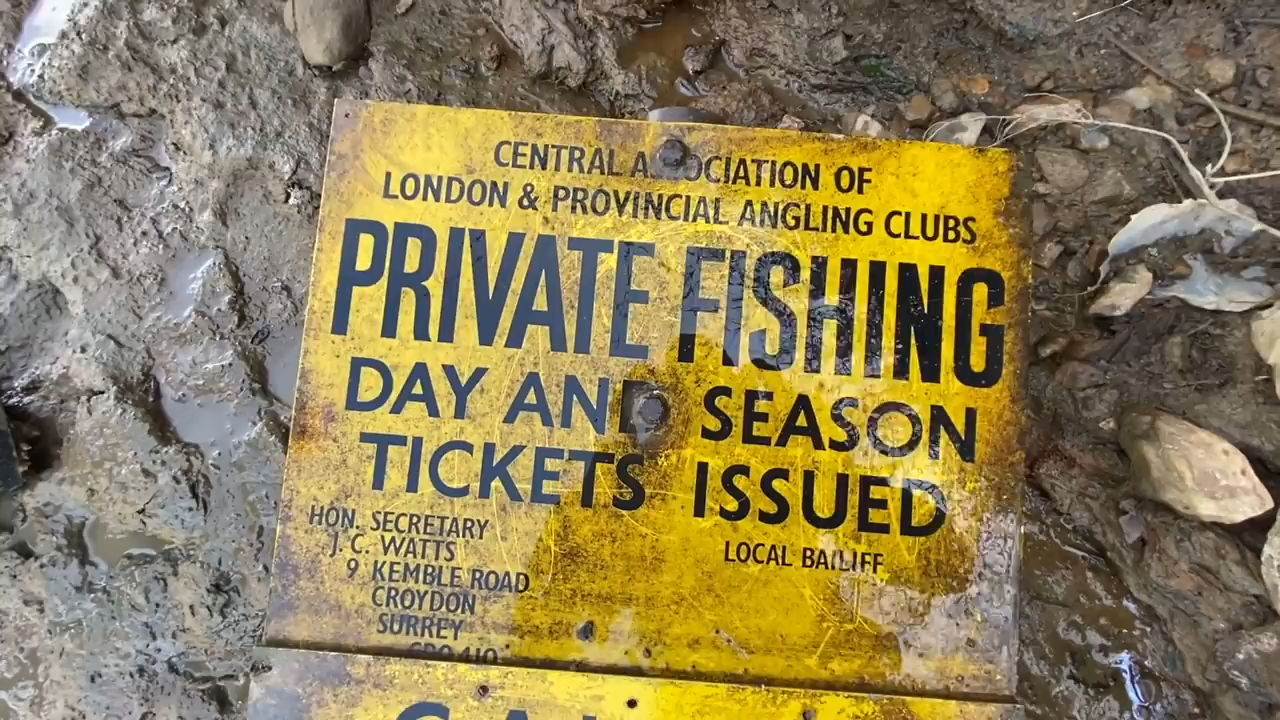 CENTRAL ASSOCIATION OF
LONDON & PROVINCIAL ANGLING CLUBS
PRIVATE FISHING
DAY AND SEASON
TICKETS ISSUED
HON. SECRETARY
J. C. WATTS
9 KEMBLE ROAD
CROYDON
SURREY
LOCAL BAILIFF